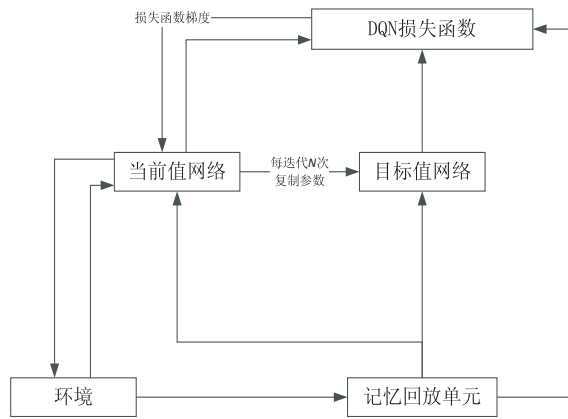 损失函数梯度
DQN损失函数
当前值网络
每迭代N次
复制参数
目标值网络
环境
记忆回放单元